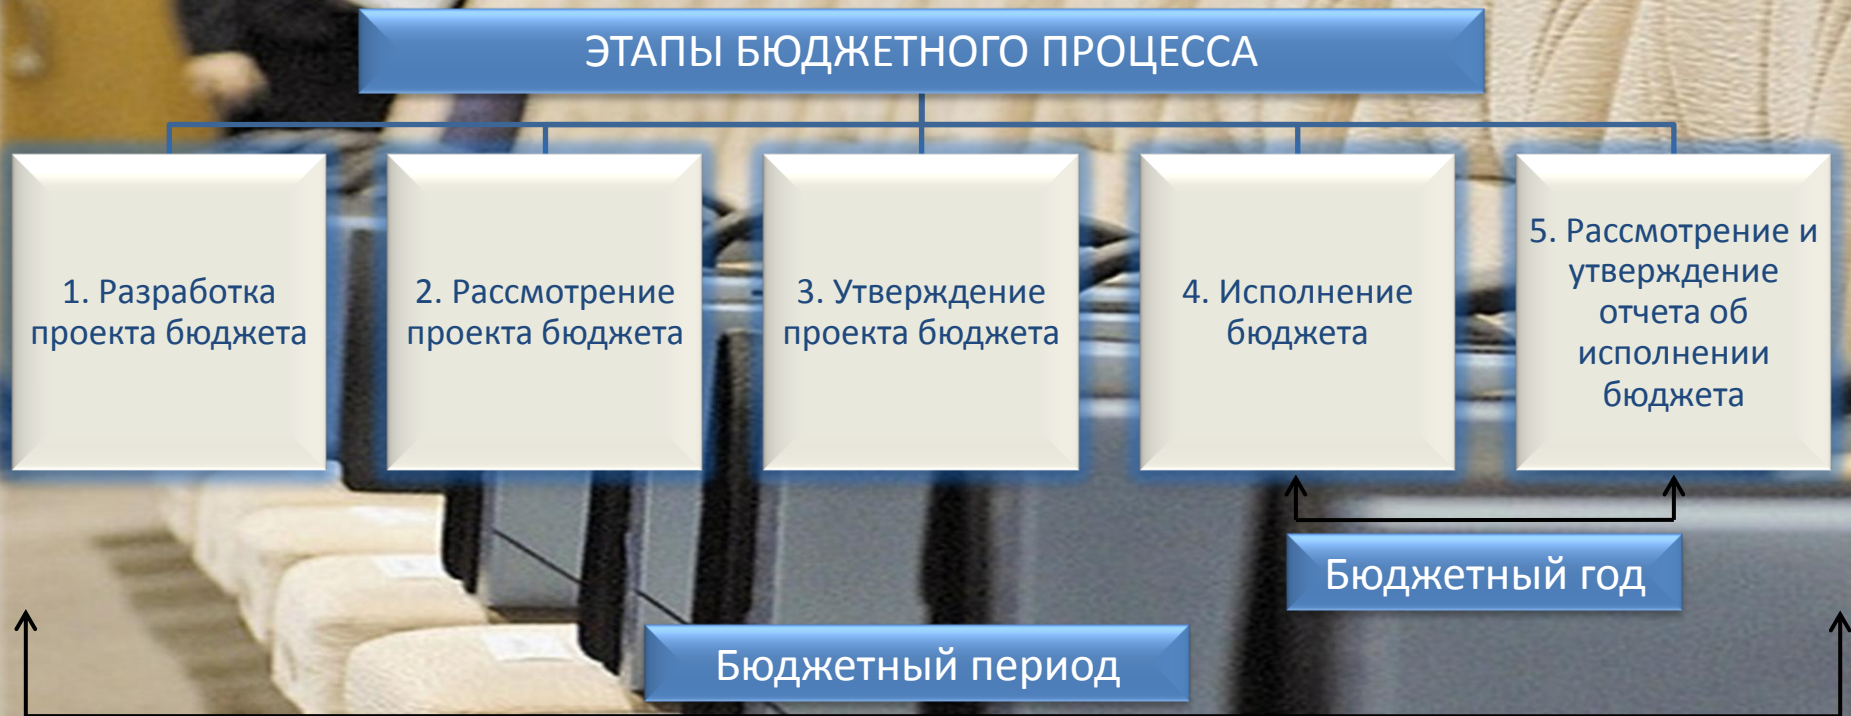 ЭТАПЫ БЮДЖЕТНОГО ПРОЦЕССА
1. Разработка
проекта бюджета
2. Рассмотрение
проекта бюджета
3. Утверждение
проекта бюджета
4. Исполнение
бюджета
5. Рассмотрение и
утверждение
отчета об
исполнении
бюджета
Бюджетный год
Бюджетный период